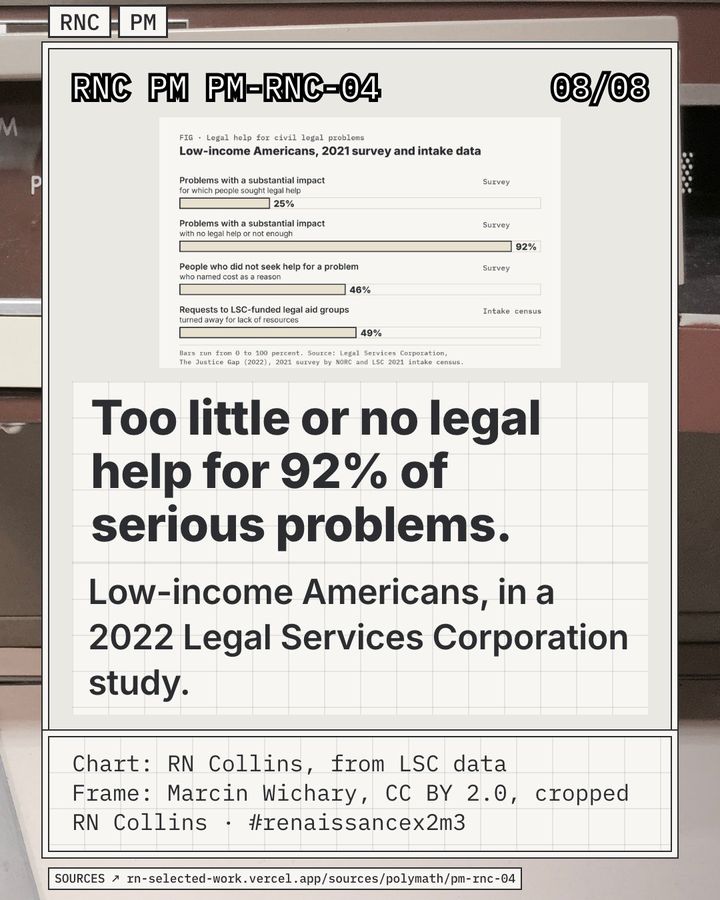 RNC PM
RNC PM PM-RNC-04 08/08
FIG · Legal help for civil legal problems
Low-income Americans, 2021 survey and intake data
Problems with a substantial impact Survey
for which people sought legal help
25%
Problems with a substantial impact Survey
with no legal help or not enough
92%
People who did not seek help for a problem Survey
who named cost as a reason
46%
Requests to LSC-funded legal aid groups Intake census
turned away for lack of resources
49%
Bars run from 0 to 100 percent. Source: Legal Services Corporation,
The Justice Gap (2022), 2021 survey by NORC and LSC 2021 intake census.
Too little or no legal
help for 92% of
serious problems.
Low-income Americans, in a
2022 Legal Services Corporation
study.
Chart: RN Collins, from LSC data
Frame: Marcin Wichary, CC BY 2.0, cropped
RN Collins · #renaissancex2m3
SOURCES ↗ rn-selected-work.vercel.app/sources/polymath/pm-rnc-04